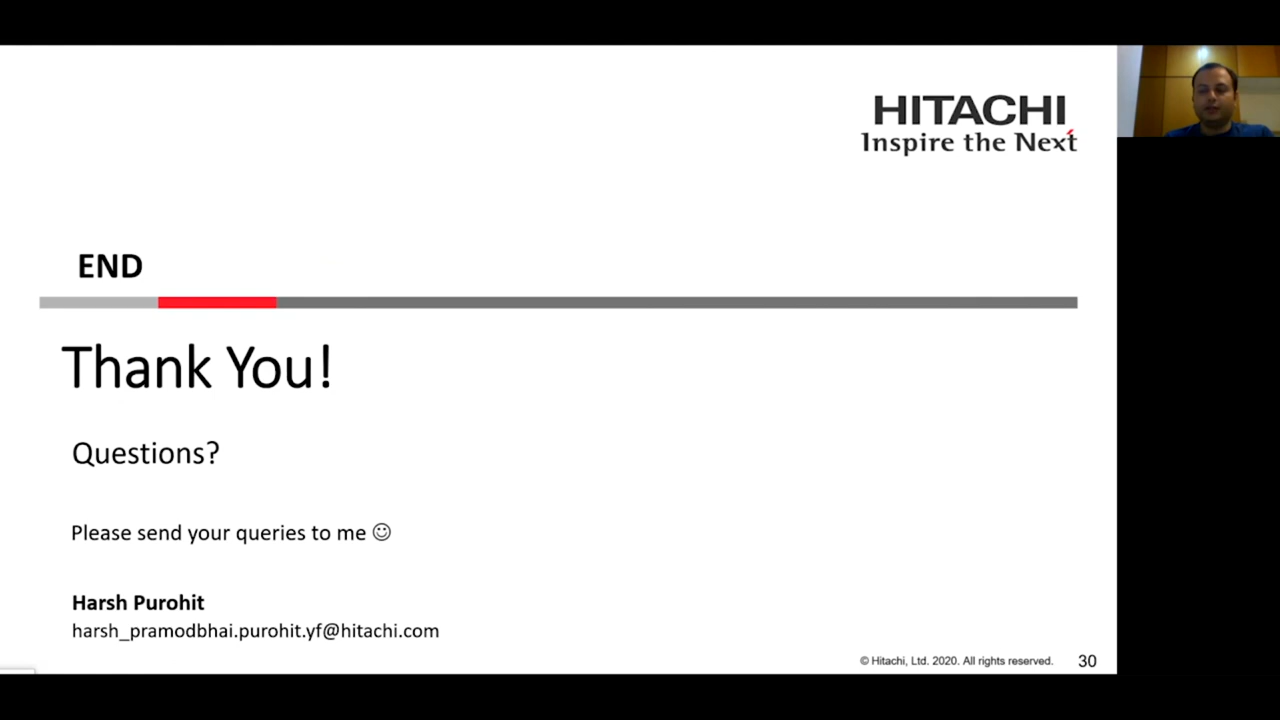 HITACHI
Inspire the Next
END
Thank You!
Questions?
Please send your queries to me ☺
Harsh Purohit
harsh_pramodbhai.purohit.yf@hitachi.com
© Hitachi, Ltd. 2020. All rights reserved. 30